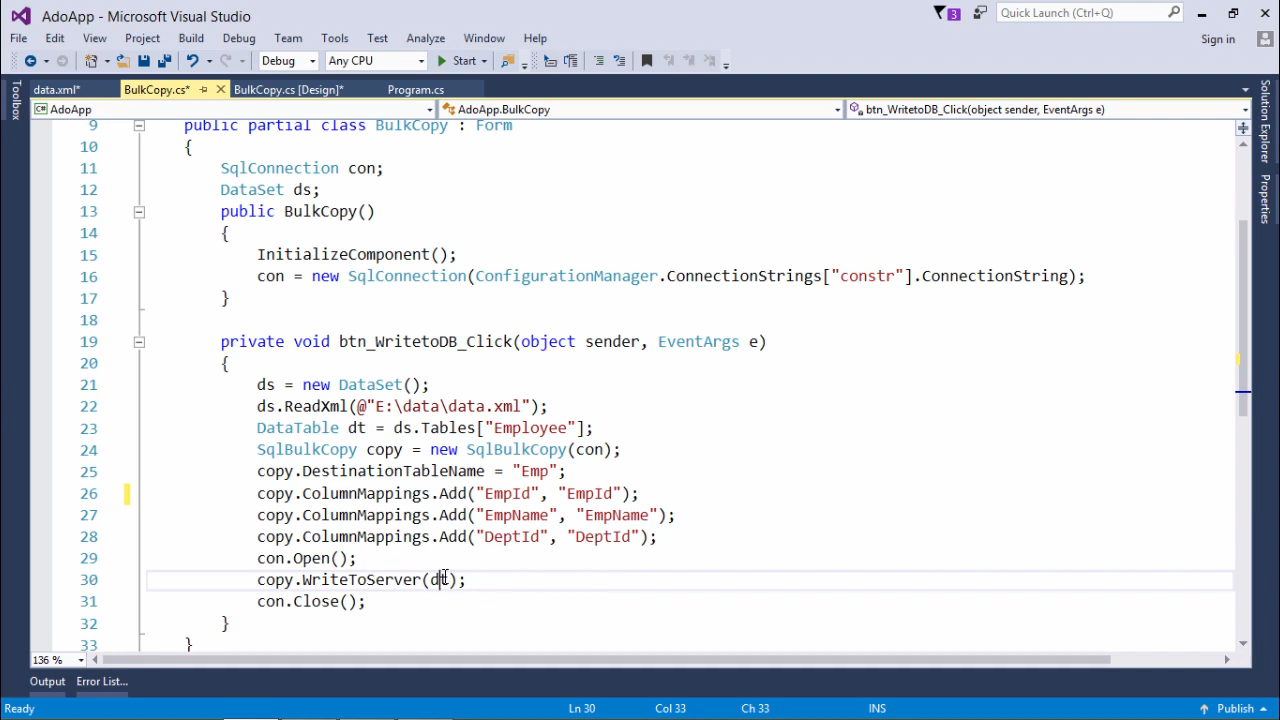 AdoApp - Microsoft Visual Studio
3
Quick Launch (Ctrl+Q)
File Edit View Project Build Debug Team Tools Test Analyze Window Help
Sign in
Debug Any CPU Start
Toolbox
data.xml* BulkCopy.cs* BulkCopy.cs [Design]* Program.cs
AdoApp AdoApp.BulkCopy btn_WritetoDB_Click(object sender, EventArgs e)
9 public partial class BulkCopy : Form
10 {
11 SqlConnection con;
12 DataSet ds;
13 public BulkCopy()
14 {
15 InitializeComponent();
16 con = new SqlConnection(ConfigurationManager.ConnectionStrings["constr"].ConnectionString);
17 }
18
19 private void btn_WritetoDB_Click(object sender, EventArgs e)
20 {
21 ds = new DataSet();
22 ds.ReadXml(@"E:\data\data.xml");
23 DataTable dt = ds.Tables["Employee"];
24 SqlBulkCopy copy = new SqlBulkCopy(con);
25 copy.DestinationTableName = "Emp";
26 copy.ColumnMappings.Add("EmpId", "EmpId");
27 copy.ColumnMappings.Add("EmpName", "EmpName");
28 copy.ColumnMappings.Add("DeptId", "DeptId");
29 con.Open();
30 copy.WriteToServer(dt);
31 con.Close();
32 }
33 }
Solution Explorer
Properties
136 %
Output Error List...
Ready Ln 30 Col 33 Ch 33 INS Publish